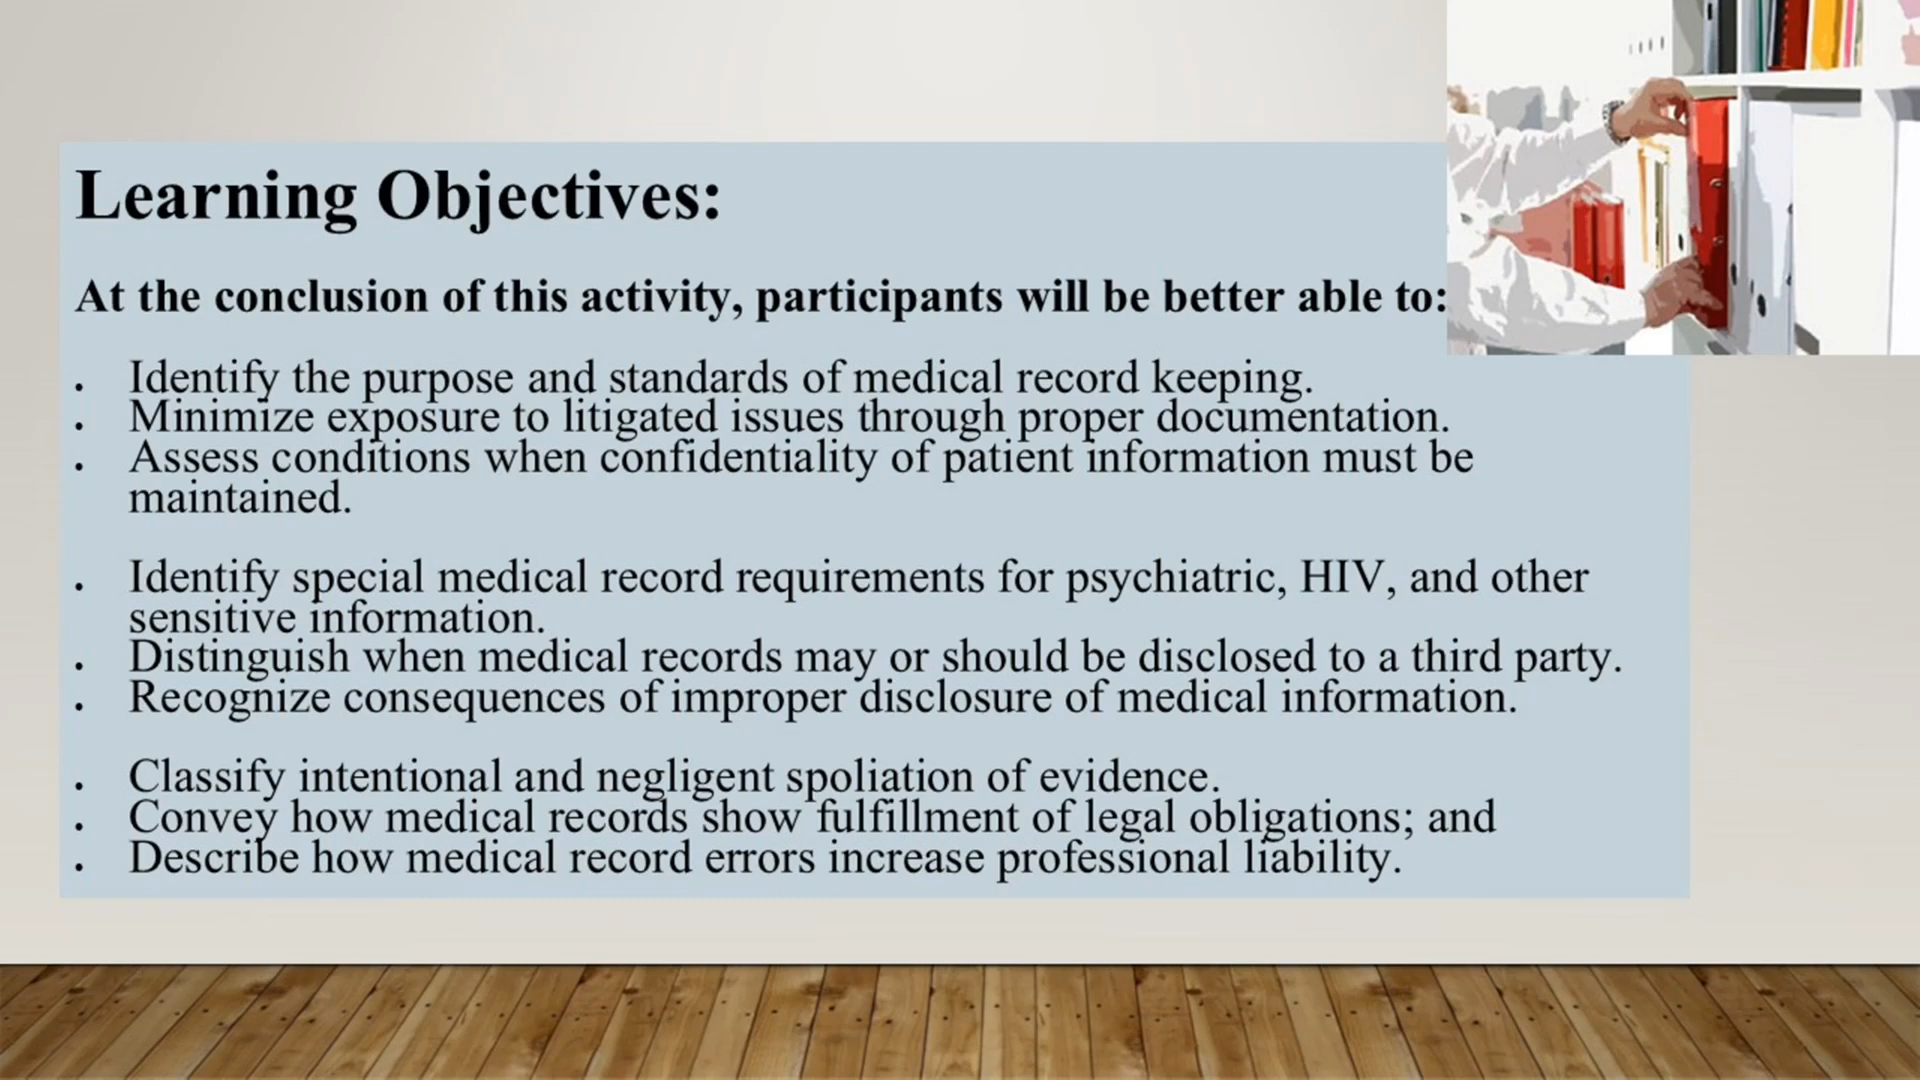 Learning Objectives:
At the conclusion of this activity, participants will be better able to:
• Identify the purpose and standards of medical record keeping.
• Minimize exposure to litigated issues through proper documentation.
• Assess conditions when confidentiality of patient information must be
maintained.
• Identify special medical record requirements for psychiatric, HIV, and other
sensitive information.
• Distinguish when medical records may or should be disclosed to a third party.
• Recognize consequences of improper disclosure of medical information.
• Classify intentional and negligent spoliation of evidence.
• Convey how medical records show fulfillment of legal obligations; and
• Describe how medical record errors increase professional liability.